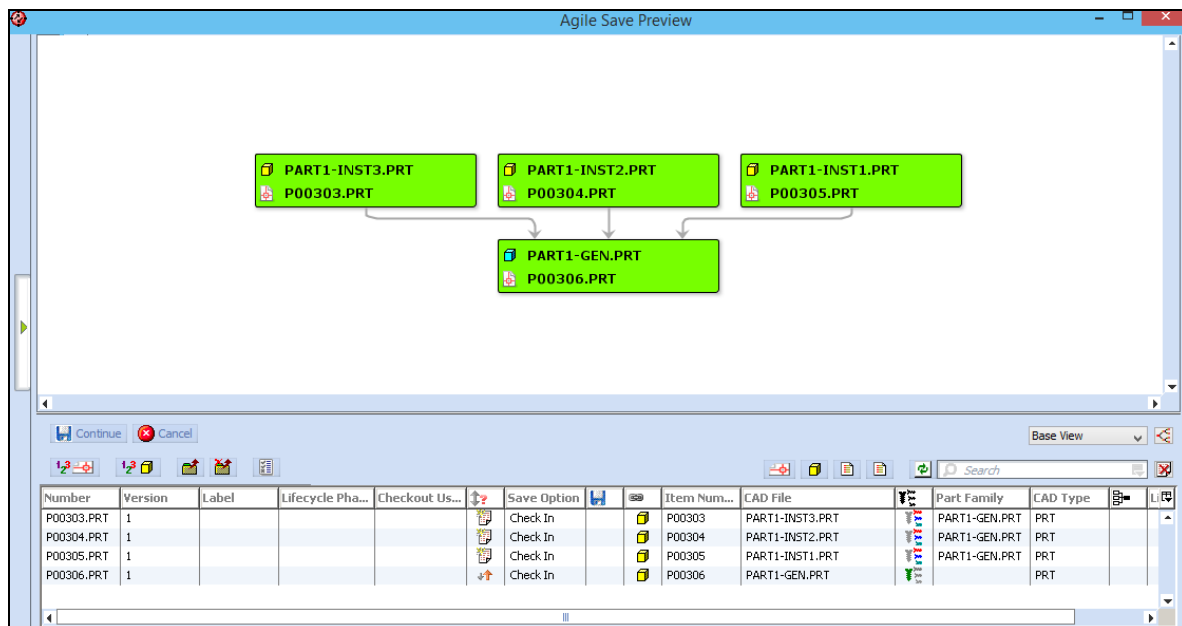 Agile Save Preview
PART1-INST3.PRT
P00303.PRT
PART1-INST2.PRT
P00304.PRT
PART1-INST1.PRT
P00305.PRT
PART1-GEN.PRT
P00306.PRT
Continue Cancel Base View
Search
Number Version Label Lifecycle Pha... Checkout Us... Save Option Item Num... CAD File Part Family CAD Type Li
P00303.PRT 1 Check In P00303 PART1-INST3.PRT PART1-GEN.PRT PRT
P00304.PRT 1 Check In P00304 PART1-INST2.PRT PART1-GEN.PRT PRT
P00305.PRT 1 Check In P00305 PART1-INST1.PRT PART1-GEN.PRT PRT
P00306.PRT 1 Check In P00306 PART1-GEN.PRT PRT